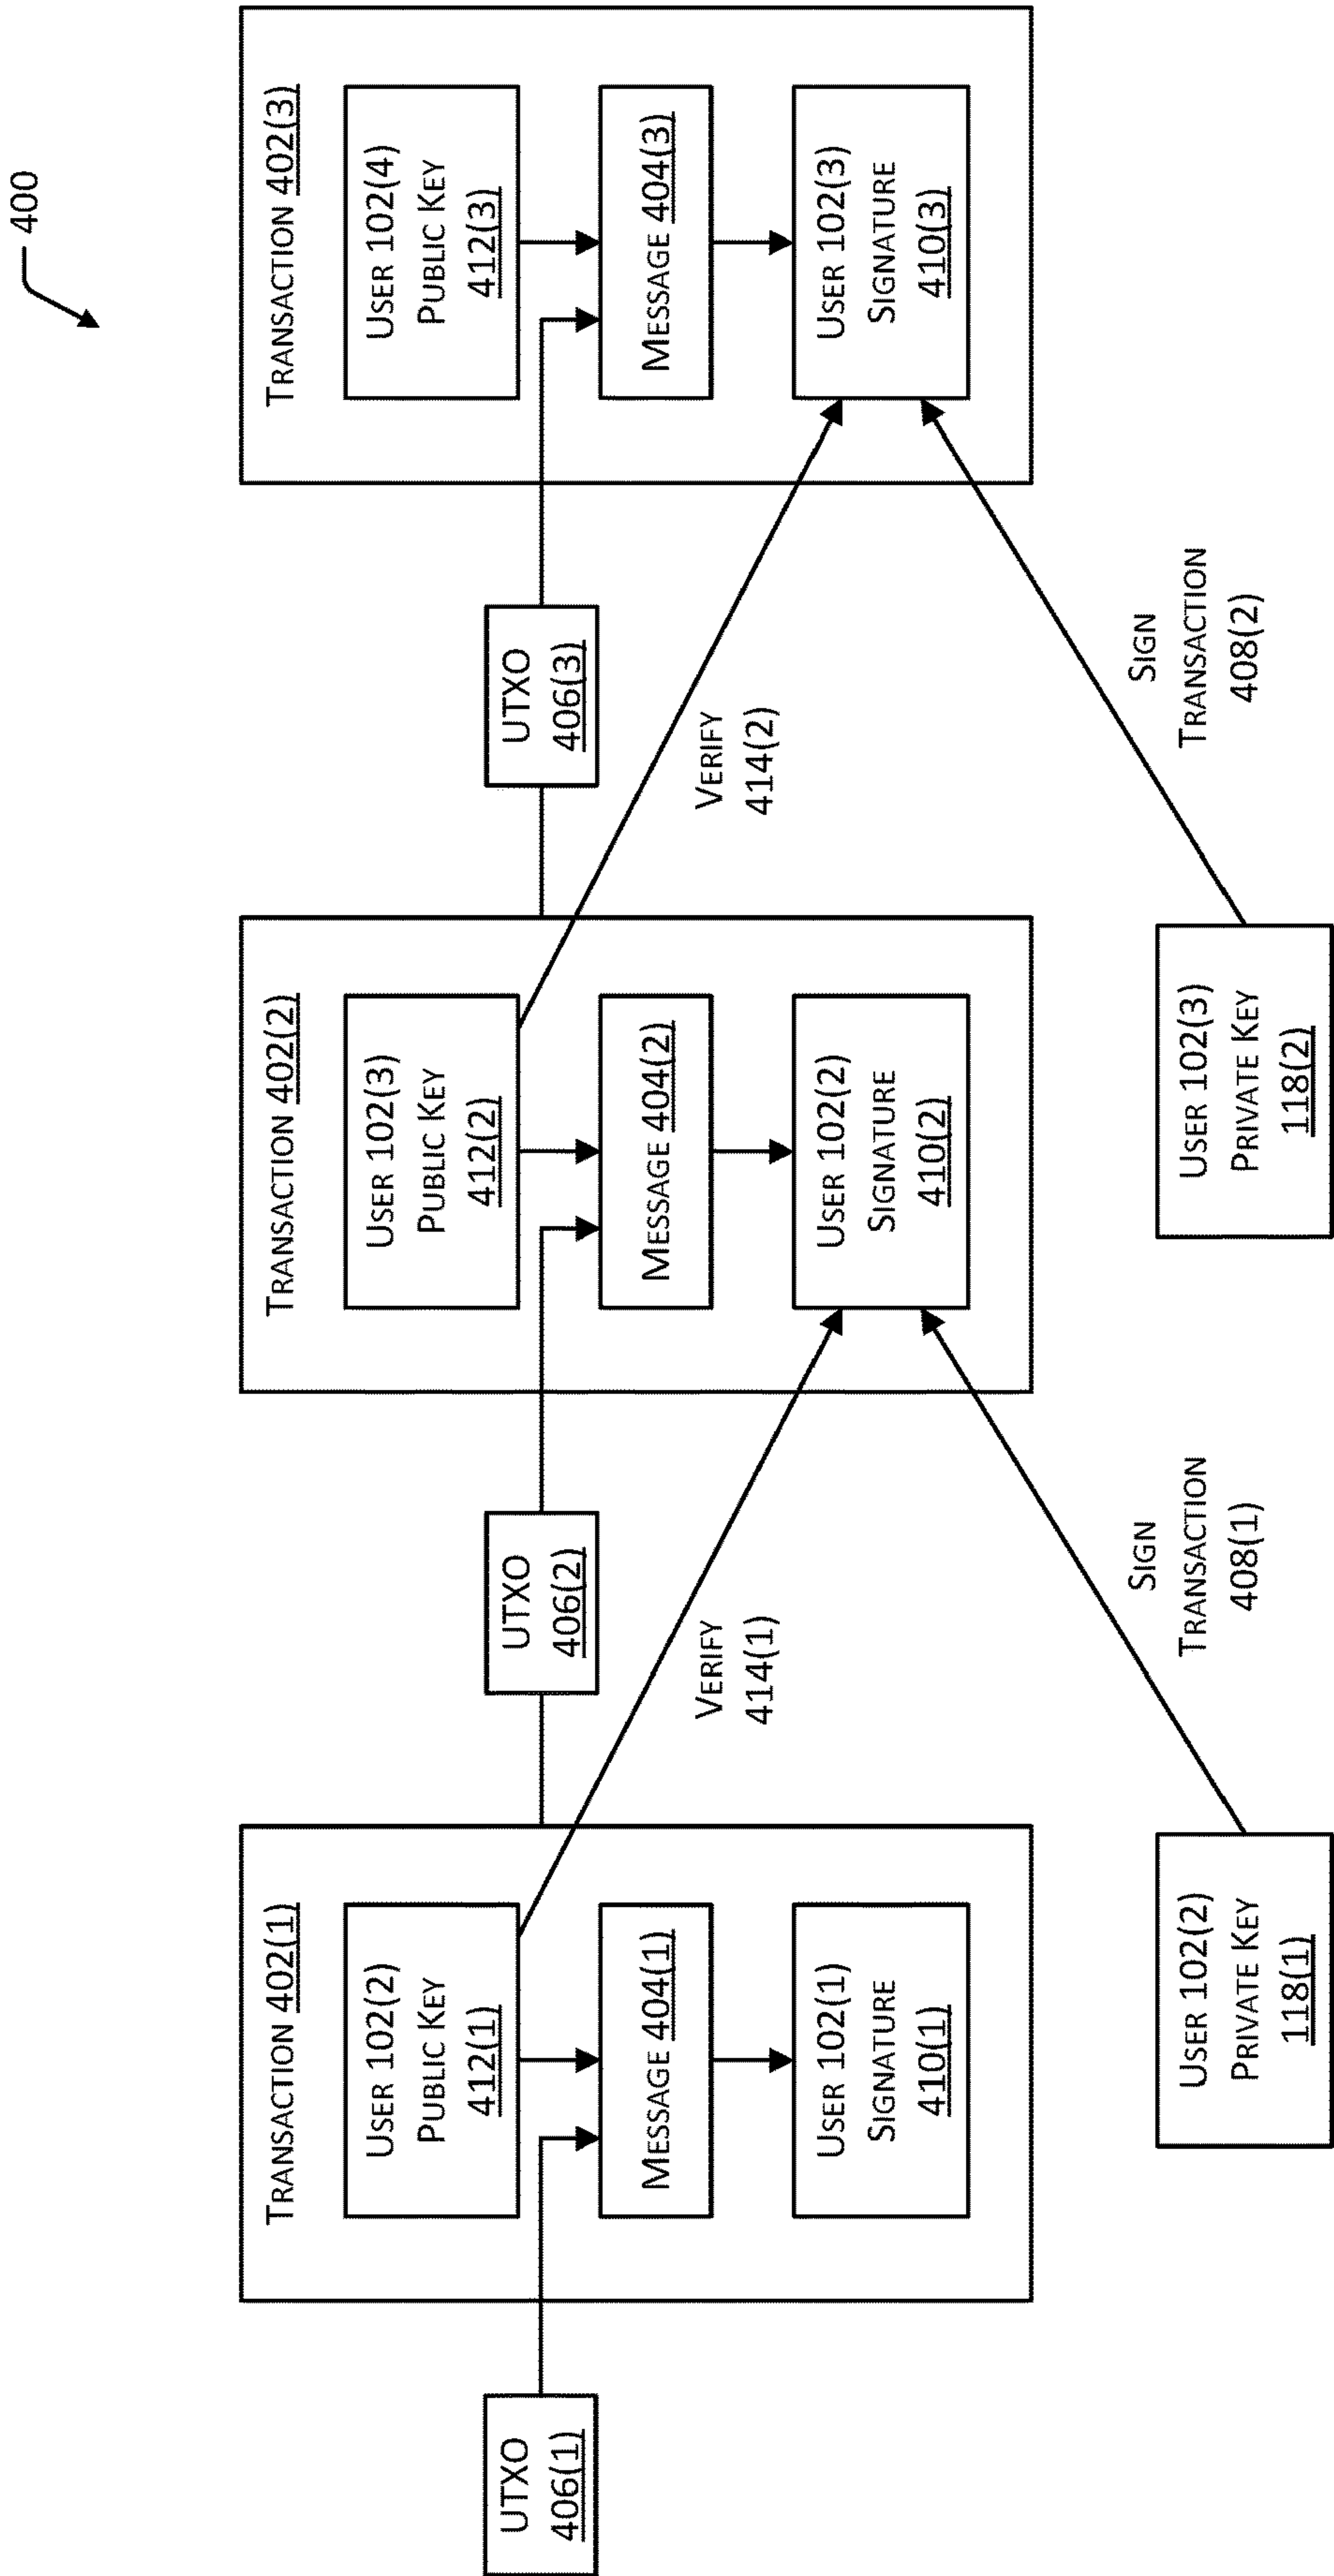 400
TRANSACTION 402(1)
USER 102(2)
PUBLIC KEY
412(1)
MESSAGE 404(1)
USER 102(1)
SIGNATURE
410(1)
TRANSACTION 402(2)
USER 102(3)
PUBLIC KEY
412(2)
MESSAGE 404(2)
USER 102(2)
SIGNATURE
410(2)
TRANSACTION 402(3)
USER 102(4)
PUBLIC KEY
412(3)
MESSAGE 404(3)
USER 102(3)
SIGNATURE
410(3)
UTXO
406(1)
UTXO
406(2)
UTXO
406(3)
VERIFY
414(1)
VERIFY
414(2)
SIGN
TRANSACTION
408(1)
SIGN
TRANSACTION
408(2)
USER 102(2)
PRIVATE KEY
118(1)
USER 102(3)
PRIVATE KEY
118(2)